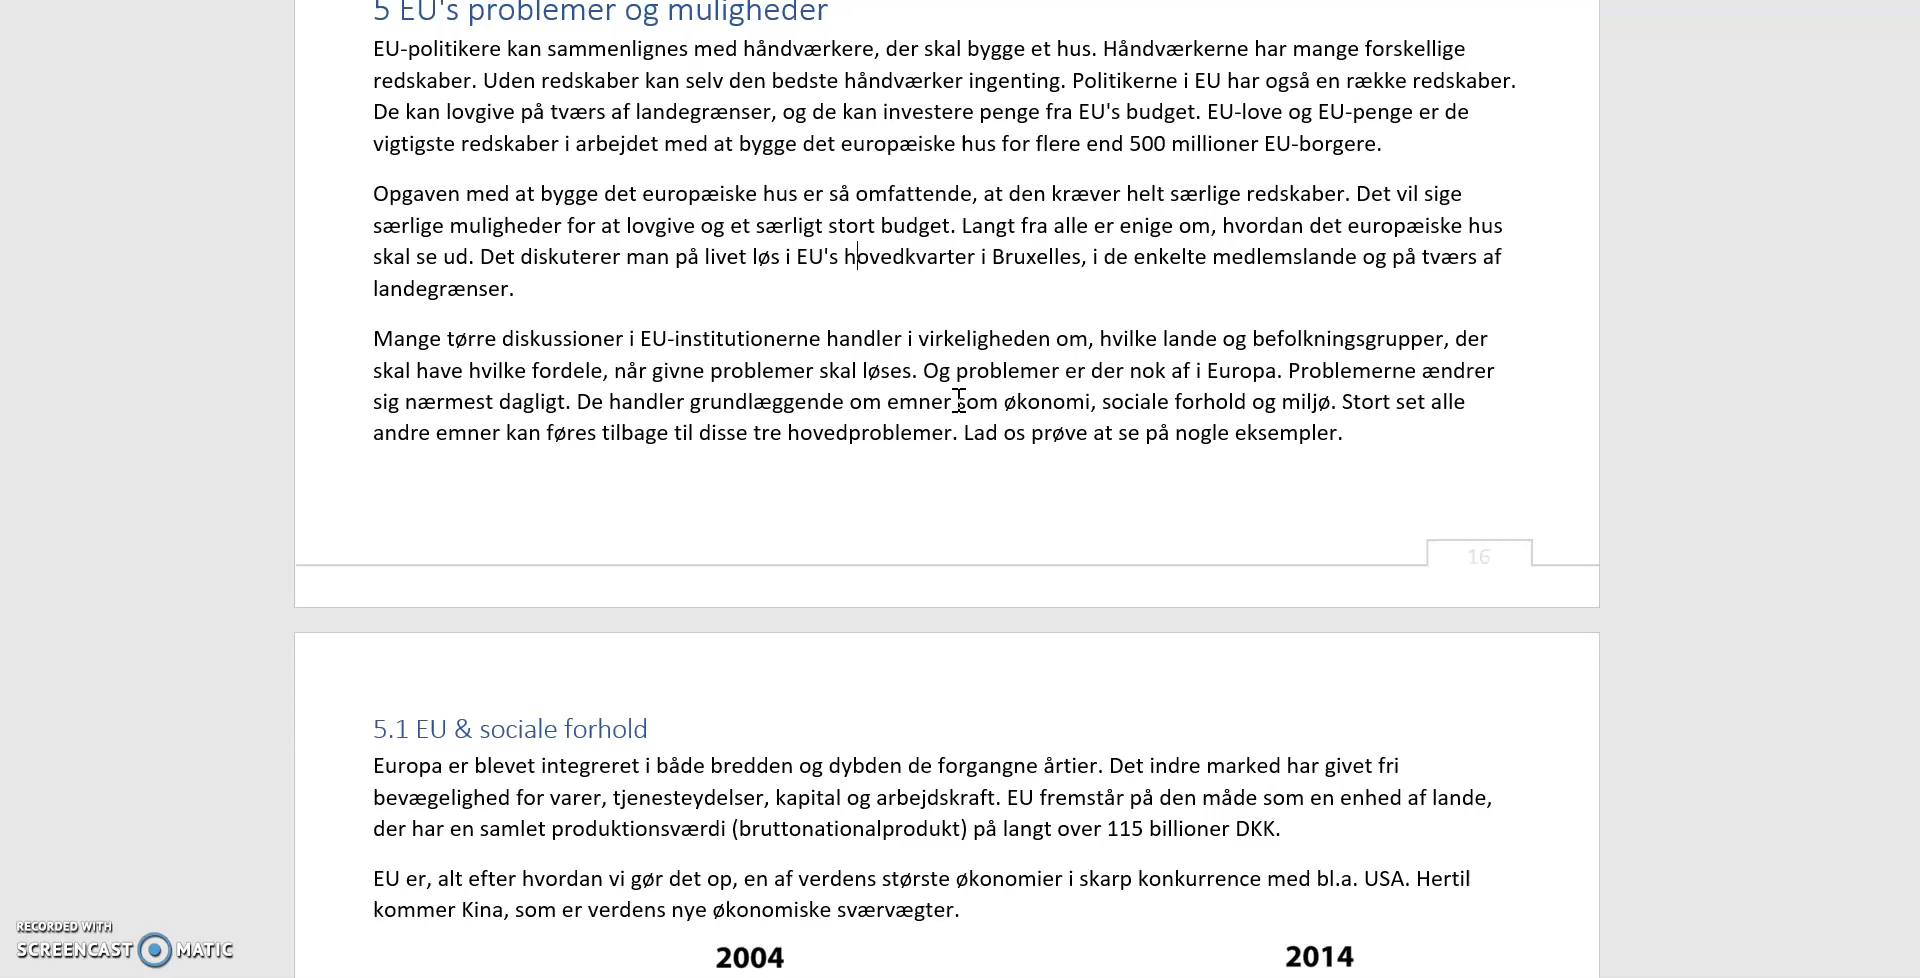 5 EU's problemer og muligheder
EU-politikere kan sammenlignes med håndværkere, der skal bygge et hus. Håndværkerne har mange forskellige
redskaber. Uden redskaber kan selv den bedste håndværker ingenting. Politikerne i EU har også en række redskaber.
De kan lovgive på tværs af landegrænser, og de kan investere penge fra EU's budget. EU-love og EU-penge er de
vigtigste redskaber i arbejdet med at bygge det europæiske hus for flere end 500 millioner EU-borgere.
Opgaven med at bygge det europæiske hus er så omfattende, at den kræver helt særlige redskaber. Det vil sige
særlige muligheder for at lovgive og et særligt stort budget. Langt fra alle er enige om, hvordan det europæiske hus
skal se ud. Det diskuterer man på livet løs i EU's hovedkvarter i Bruxelles, i de enkelte medlemslande og på tværs af
landegrænser.
Mange tørre diskussioner i EU-institutionerne handler i virkeligheden om, hvilke lande og befolkningsgrupper, der
skal have hvilke fordele, når givne problemer skal løses. Og problemer er der nok af i Europa. Problemerne ændrer
sig nærmest dagligt. De handler grundlæggende om emner som økonomi, sociale forhold og miljø. Stort set alle
andre emner kan føres tilbage til disse tre hovedproblemer. Lad os prøve at se på nogle eksempler.
16
5.1 EU & sociale forhold
Europa er blevet integreret i både bredden og dybden de forgangne årtier. Det indre marked har givet fri
bevægelighed for varer, tjenesteydelser, kapital og arbejdskraft. EU fremstår på den måde som en enhed af lande,
der har en samlet produktionsværdi (bruttonationalprodukt) på langt over 115 billioner DKK.
EU er, alt efter hvordan vi gør det op, en af verdens største økonomier i skarp konkurrence med bl.a. USA. Hertil
kommer Kina, som er verdens nye økonomiske sværvægter.
2004 2014
RECORDED WITH
SCREENCAST MATIC